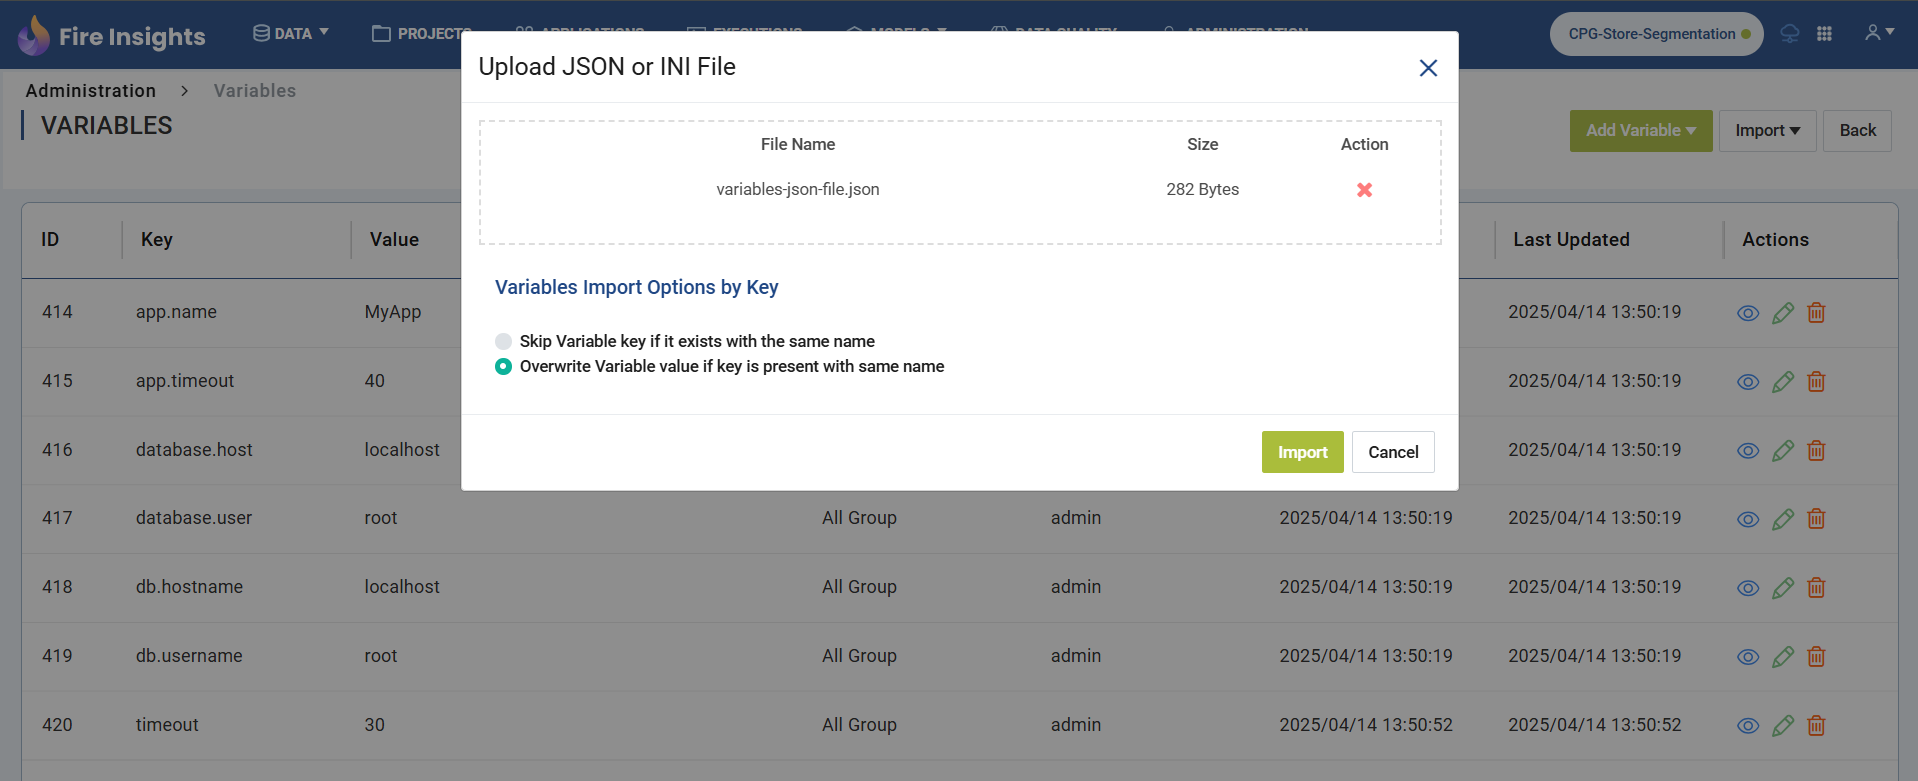 Fire Insights
DATA
PROJECTS
APPLICATIONS
EXECUTIONS
MODELS
DATA QUALITY
ADMINISTRATION
CPG-Store-Segmentation
Administration > Variables
VARIABLES
Add Variable
Import
Back
Upload JSON or INI File
File Name Size Action
variables-json-file.json 282 Bytes
Variables Import Options by Key
Skip Variable key if it exists with the same name
Overwrite Variable value if key is present with same name
Import
Cancel
ID Key Value Last Updated Actions
414 app.name MyApp 2025/04/14 13:50:19
415 app.timeout 40 2025/04/14 13:50:19
416 database.host localhost 2025/04/14 13:50:19
417 database.user root All Group admin 2025/04/14 13:50:19 2025/04/14 13:50:19
418 db.hostname localhost All Group admin 2025/04/14 13:50:19 2025/04/14 13:50:19
419 db.username root All Group admin 2025/04/14 13:50:19 2025/04/14 13:50:19
420 timeout 30 All Group admin 2025/04/14 13:50:52 2025/04/14 13:50:52